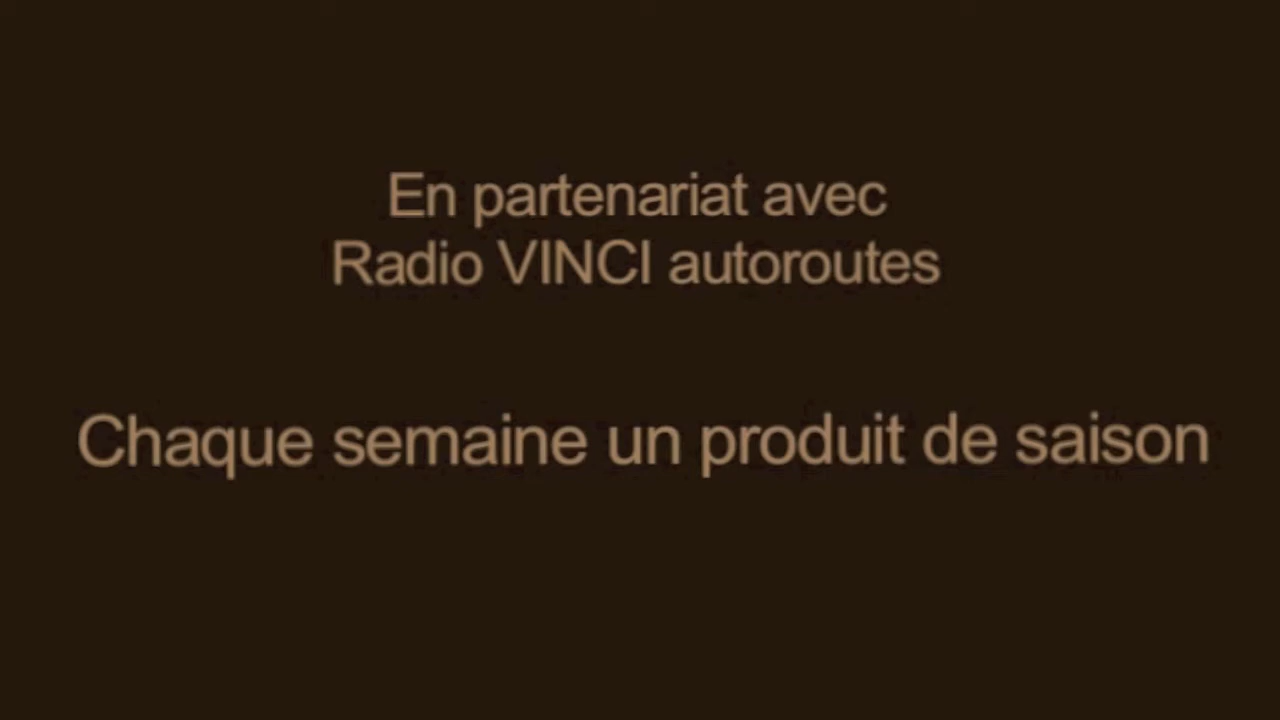 En partenariat avec
Radio VINCI autoroutes
Chaque semaine un produit de saison